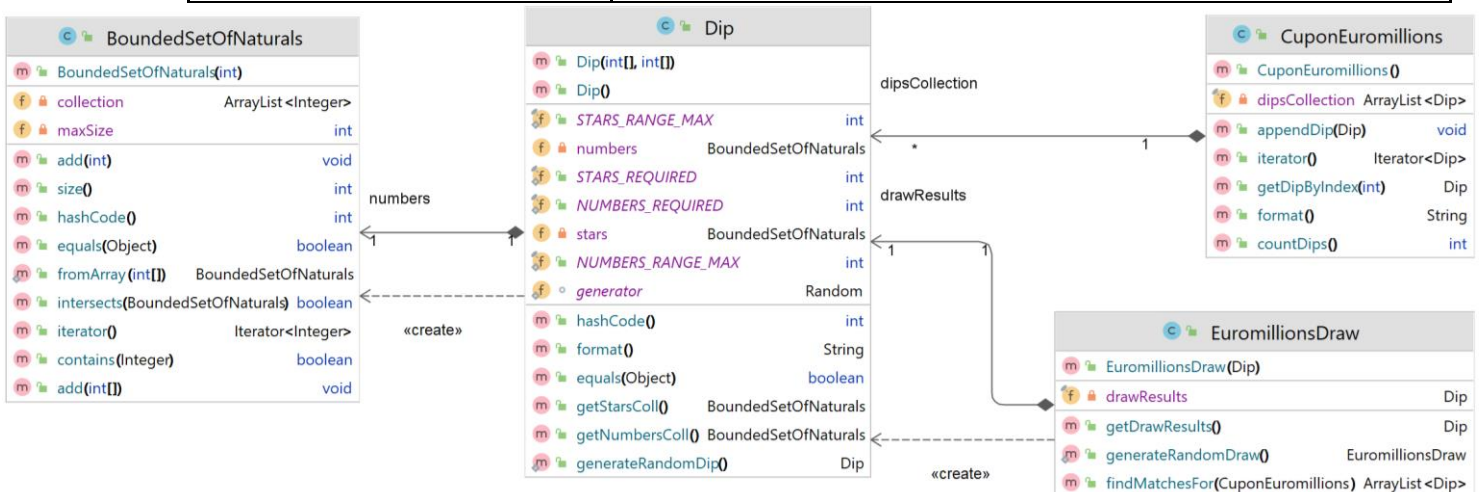 BoundedSetOfNaturals
BoundedSetOfNaturals(int)
collection ArrayList<Integer>
maxSize int
add(int) void
size() int
hashCode() int
equals(Object) boolean
fromArray(int[]) BoundedSetOfNaturals
intersects(BoundedSetOfNaturals) boolean
iterator() Iterator<Integer>
contains(Integer) boolean
add(int[]) void
numbers
1
1
«create»
Dip
Dip(int[], int[])
Dip()
STARS_RANGE_MAX int
numbers BoundedSetOfNaturals
STARS_REQUIRED int
NUMBERS_REQUIRED int
stars BoundedSetOfNaturals
NUMBERS_RANGE_MAX int
generator Random
hashCode() int
format() String
equals(Object) boolean
getStarsColl() BoundedSetOfNaturals
getNumbersColl() BoundedSetOfNaturals
generateRandomDip() Dip
dipsCollection
*
1
drawResults
1
1
«create»
CuponEuromillions
CuponEuromillions()
dipsCollection ArrayList<Dip>
appendDip(Dip) void
iterator() Iterator<Dip>
getDipByIndex(int) Dip
format() String
countDips() int
EuromillionsDraw
EuromillionsDraw(Dip)
drawResults Dip
getDrawResults() Dip
generateRandomDraw() EuromillionsDraw
findMatchesFor(CuponEuromillions) ArrayList<Dip>